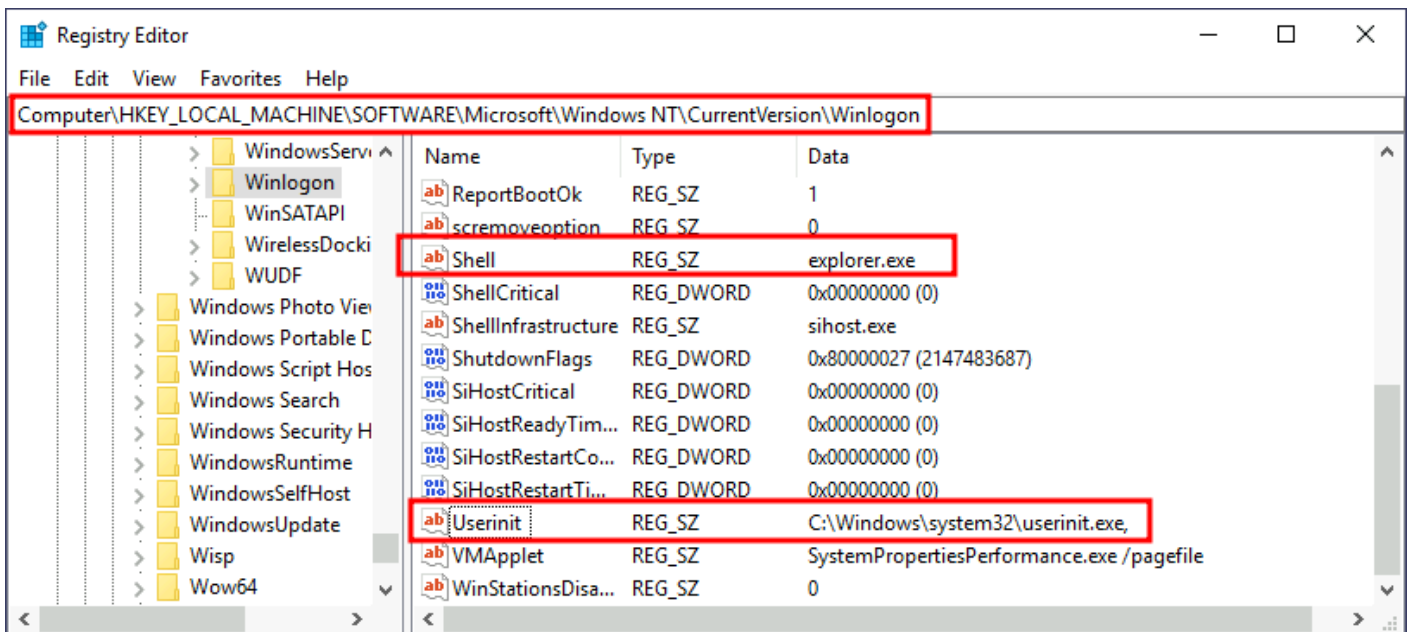 Registry Editor
File Edit View Favorites Help
Computer\HKEY_LOCAL_MACHINE\SOFTWARE\Microsoft\Windows NT\CurrentVersion\Winlogon
WindowsServ
Winlogon
WinSATAPI
WirelessDocki
WUDF
Windows Photo Vie
Windows Portable D
Windows Script Hos
Windows Search
Windows Security H
WindowsRuntime
WindowsSelfHost
WindowsUpdate
Wisp
Wow64
Name Type Data
ReportBootOk REG_SZ 1
scremoveoption REG_SZ 0
Shell REG_SZ explorer.exe
ShellCritical REG_DWORD 0x00000000 (0)
ShellInfrastructure REG_SZ sihost.exe
ShutdownFlags REG_DWORD 0x80000027 (2147483687)
SiHostCritical REG_DWORD 0x00000000 (0)
SiHostReadyTim... REG_DWORD 0x00000000 (0)
SiHostRestartCo... REG_DWORD 0x00000000 (0)
SiHostRestartTi... REG_DWORD 0x00000000 (0)
Userinit REG_SZ C:\Windows\system32\userinit.exe,
VMApplet REG_SZ SystemPropertiesPerformance.exe /pagefile
WinStationsDisa... REG_SZ 0